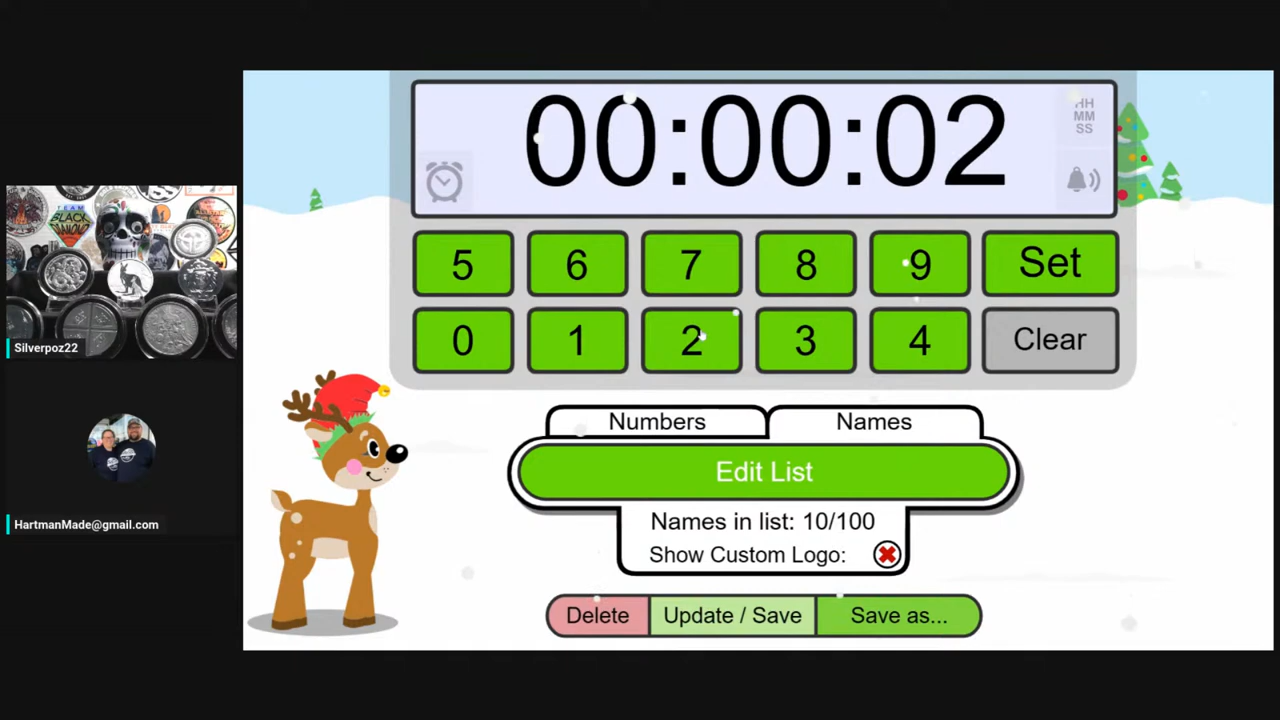 00:00:02
HH
MM
SS
5 6 7 8 9 Set
0 1 2 3 4 Clear
Numbers Names
Edit List
Names in list: 10/100
Show Custom Logo:
Delete Update / Save Save as...
TEAM
BLACK
Silverpoz22
HartmanMade@gmail.com